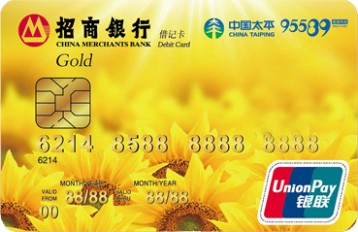 招商银行 借记卡 中国太平 95589
CHINA MERCHANTS BANK Debit Card CHINA TAIPING
Gold
6214 8588 8888 8888
6214
MONTH/YEAR MONTH/YEAR
VALID FROM 88/88 VALID THRU 88/88
00
UnionPay
银联